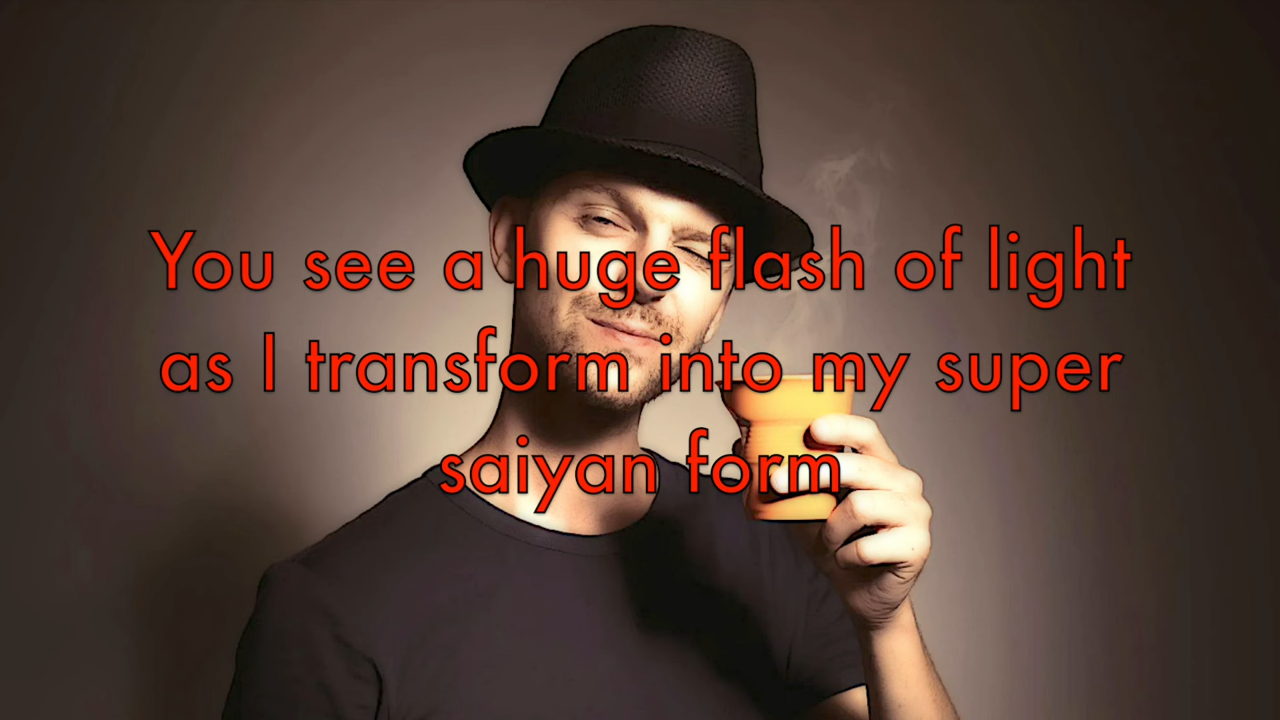 You see a huge flash of light
as I transform into my super
saiyan form